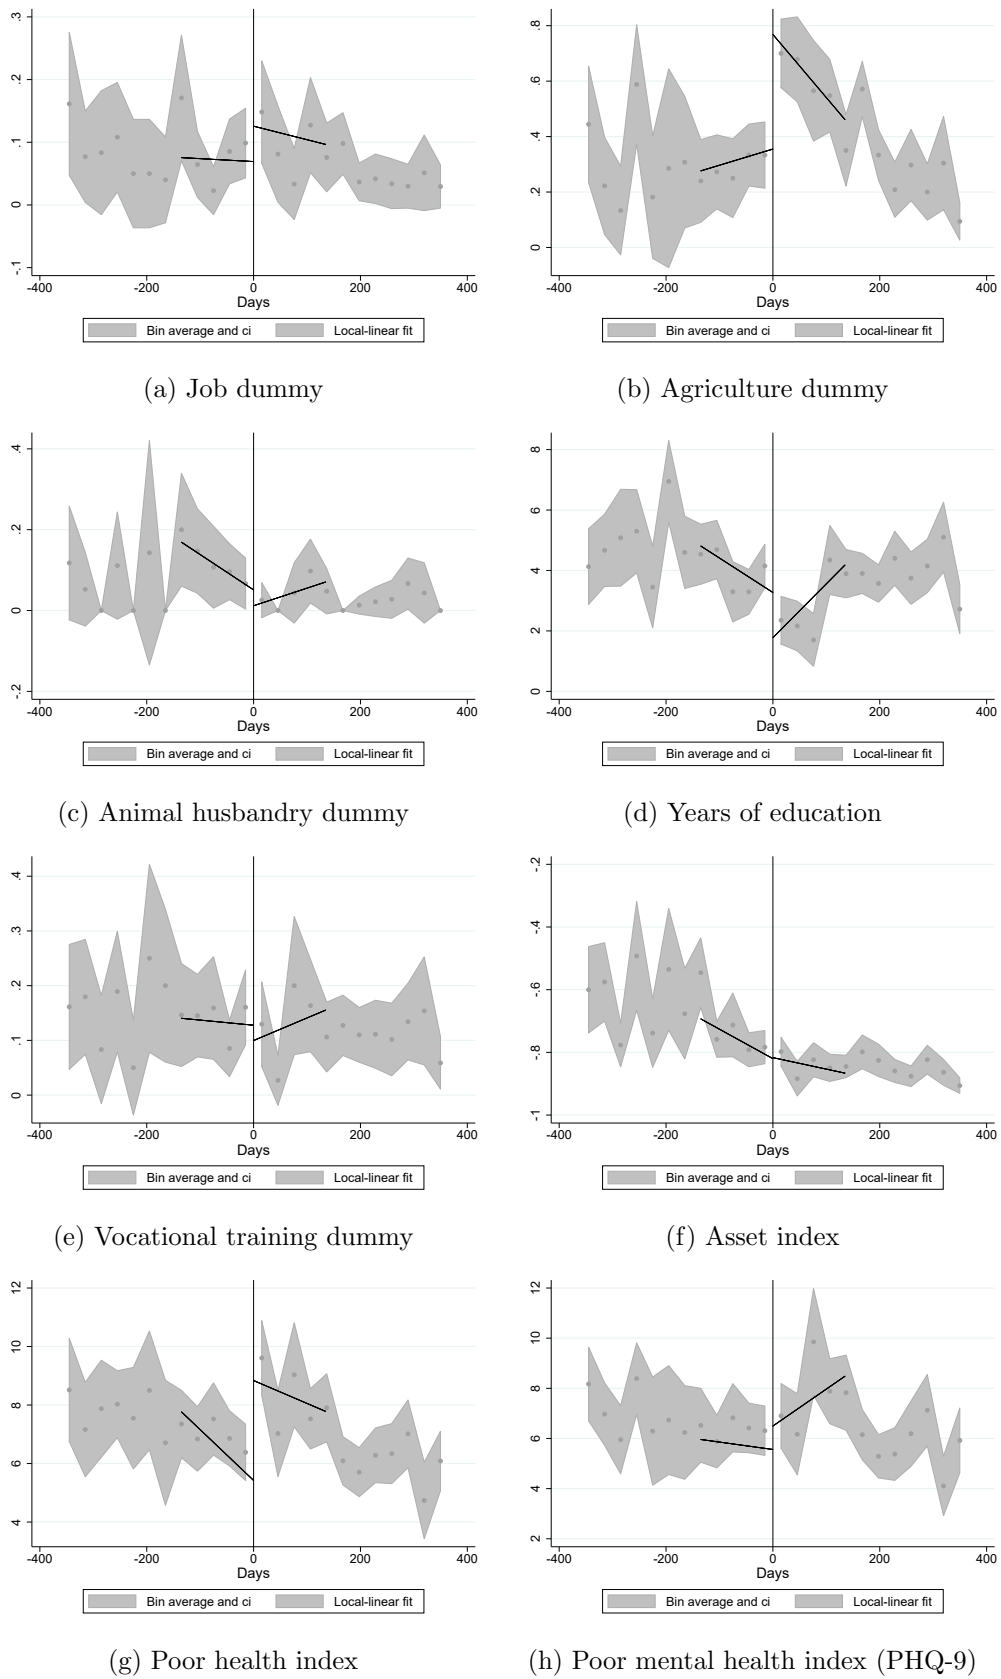 .3
.2
.1
0
-.1
-400 -200 0 200 400
Days
Bin average and ci Local-linear fit
(a) Job dummy
.8
.6
.4
.2
0
-400 -200 0 200 400
Days
Bin average and ci Local-linear fit
(b) Agriculture dummy
.4
.2
0
-.2
-400 -200 0 200 400
Days
Bin average and ci Local-linear fit
(c) Animal husbandry dummy
8
6
4
2
0
-400 -200 0 200 400
Days
Bin average and ci Local-linear fit
(d) Years of education
.4
.3
.2
.1
0
-400 -200 0 200 400
Days
Bin average and ci Local-linear fit
(e) Vocational training dummy
-.2
-.4
-.6
-.8
-1
-400 -200 0 200 400
Days
Bin average and ci Local-linear fit
(f) Asset index
12
10
8
6
4
-400 -200 0 200 400
Days
Bin average and ci Local-linear fit
(g) Poor health index
12
10
8
6
4
2
-400 -200 0 200 400
Days
Bin average and ci Local-linear fit
(h) Poor mental health index (PHQ-9)